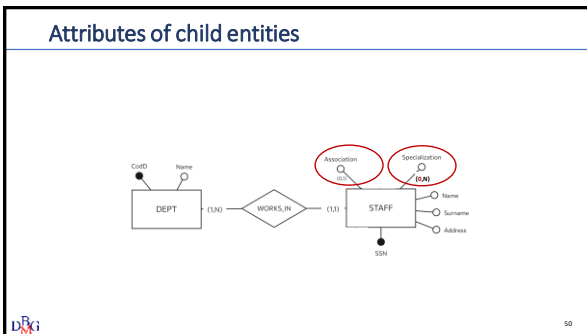 Attributes of child entities
Association
(0,1)
Specialization
(0,N)
CodD
Name
DEPT
(1,N)
WORKS_IN
(1,1)
STAFF
Name
Surname
Address
SSN
DBMG
50